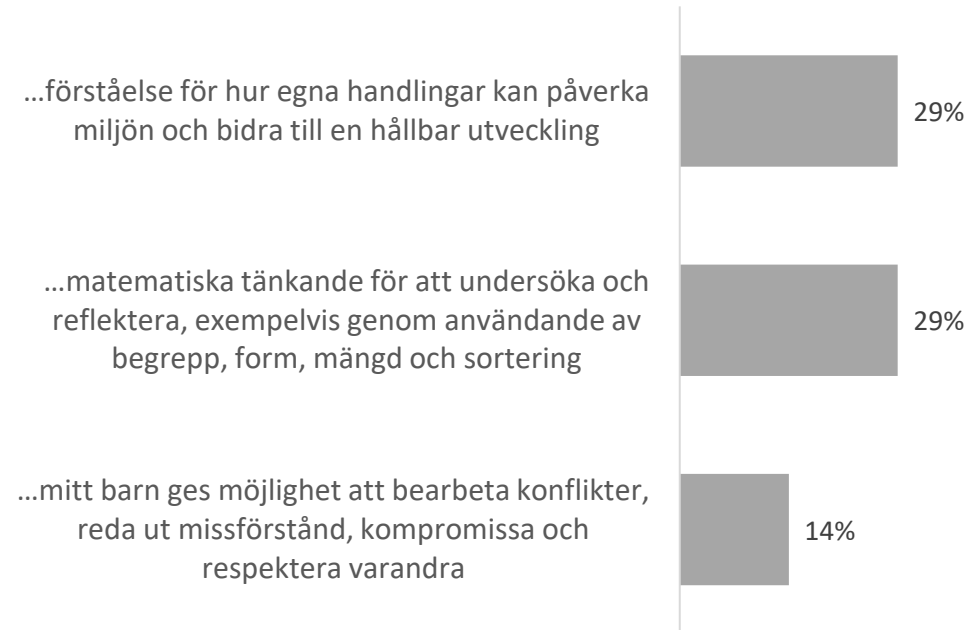 …förståelse för hur egna handlingar kan påverka
miljön och bidra till en hållbar utveckling
29%
…matematiska tänkande för att undersöka och
reflektera, exempelvis genom användande av
begrepp, form, mängd och sortering
29%
…mitt barn ges möjlighet att bearbeta konflikter,
reda ut missförstånd, kompromissa och
respektera varandra
14%